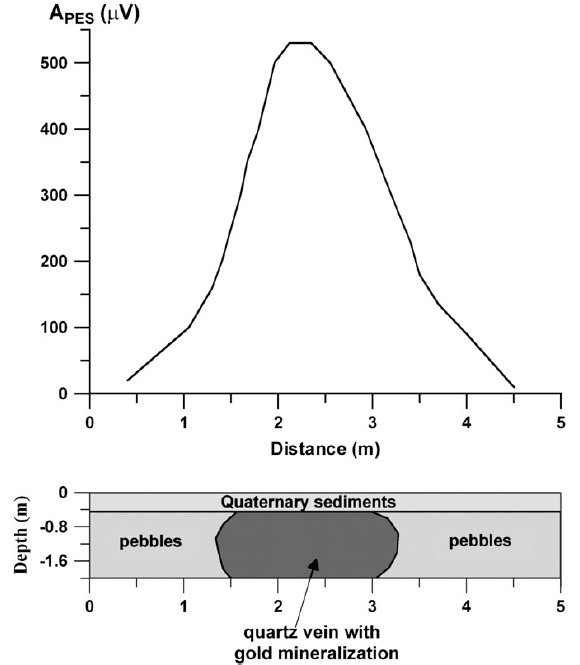 A_PES (μV)
500
400
300
200
100
0
0 1 2 3 4 5
Distance (m)
Depth (m)
0
-0.8
-1.6
Quaternary sediments
pebbles
pebbles
0 1 2 3 4 5
quartz vein with
gold mineralization